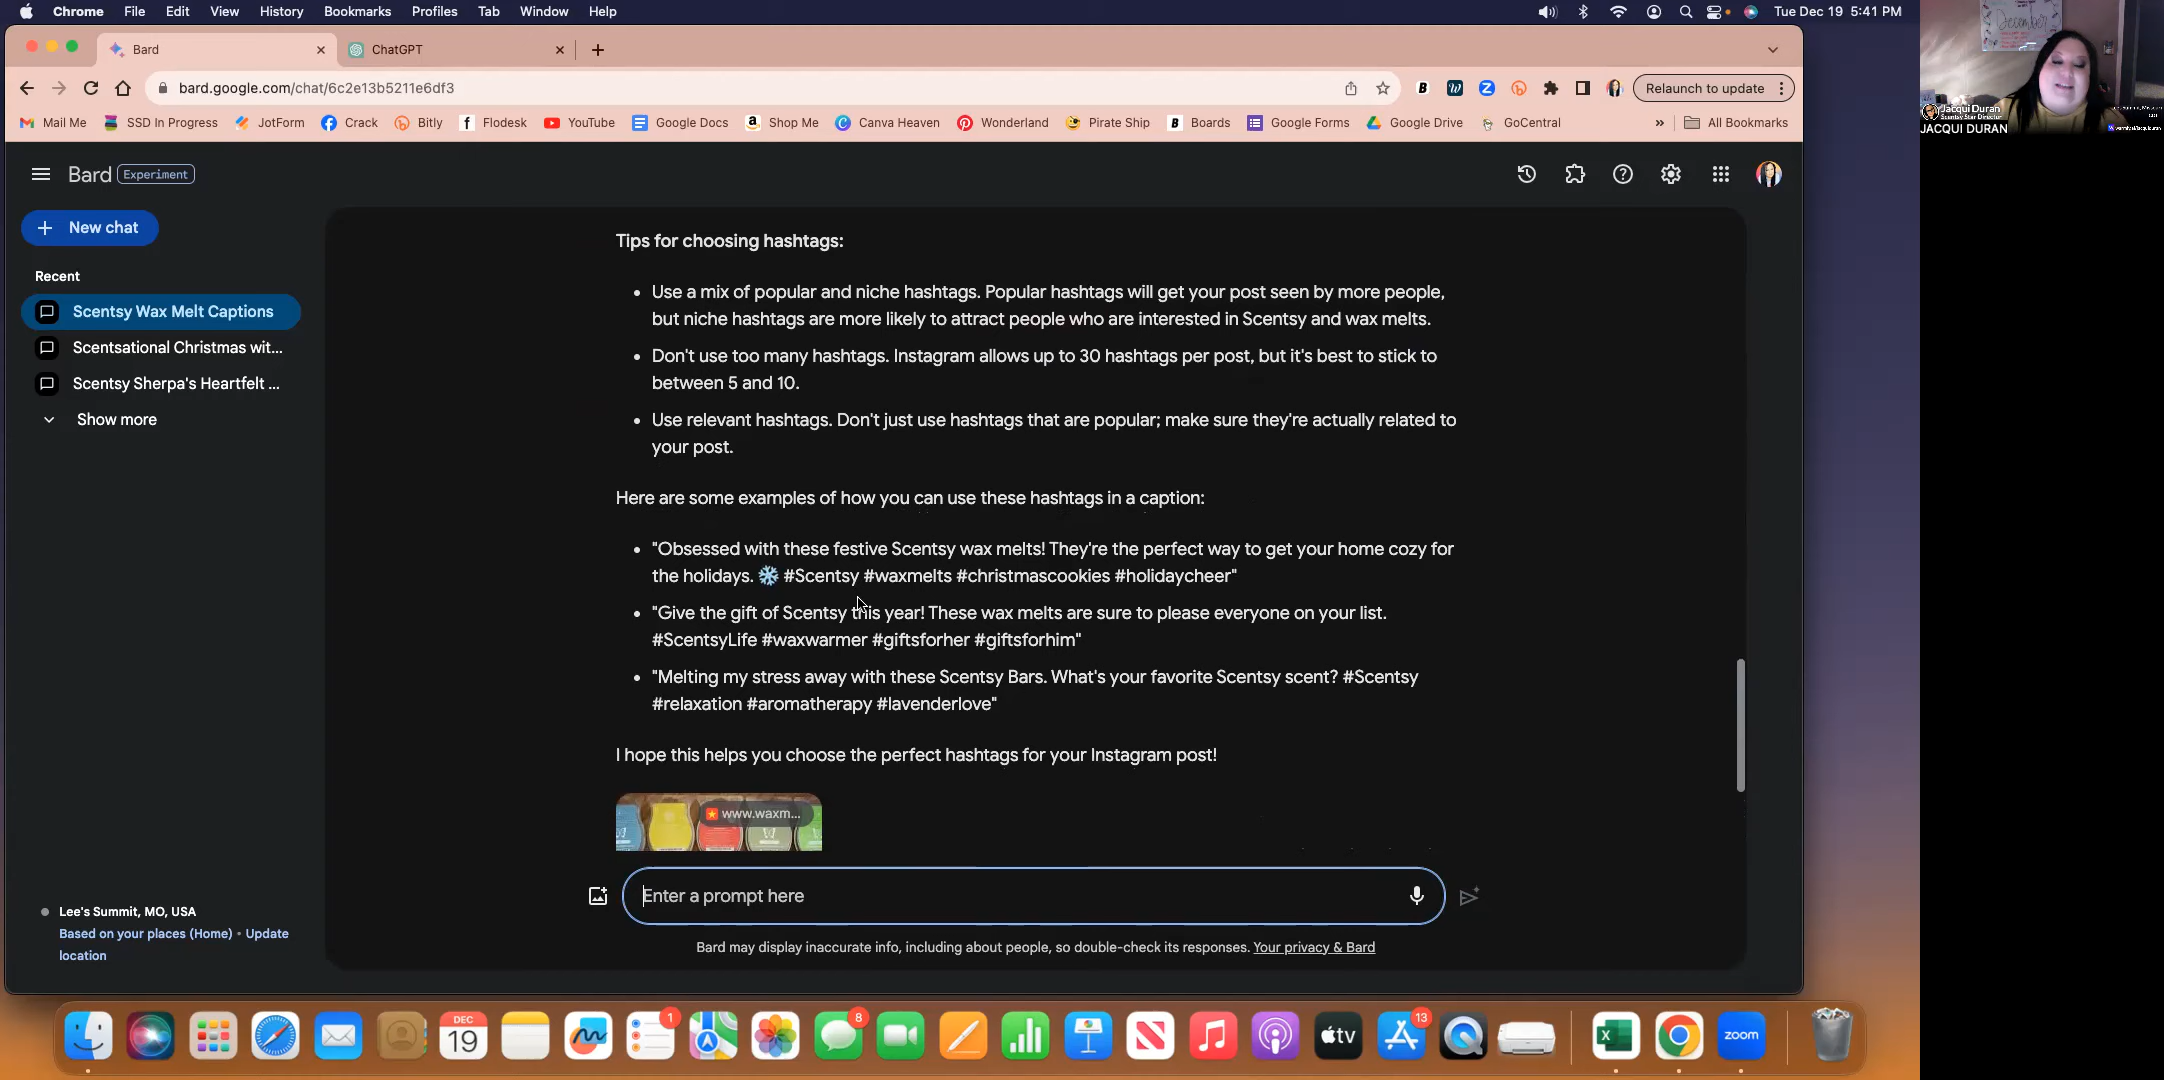 Chrome File Edit View History Bookmarks Profiles Tab Window Help
Tue Dec 19 5:41 PM
Bard
ChatGPT
bard.google.com/chat/6c2e13b5211e6df3
Relaunch to update
Mail Me SSD In Progress JotForm Crack Bitly Flodesk YouTube Google Docs Shop Me Canva Heaven Wonderland Pirate Ship Boards Google Forms Google Drive GoCentral » All Bookmarks
Bard Experiment
New chat
Recent
Scentsy Wax Melt Captions
Scentsational Christmas wit...
Scentsy Sherpa's Heartfelt ...
Show more
Lee's Summit, MO, USA
Based on your places (Home) • Update
location
Tips for choosing hashtags:
• Use a mix of popular and niche hashtags. Popular hashtags will get your post seen by more people,
but niche hashtags are more likely to attract people who are interested in Scentsy and wax melts.
• Don't use too many hashtags. Instagram allows up to 30 hashtags per post, but it's best to stick to
between 5 and 10.
• Use relevant hashtags. Don't just use hashtags that are popular; make sure they're actually related to
your post.
Here are some examples of how you can use these hashtags in a caption:
• "Obsessed with these festive Scentsy wax melts! They're the perfect way to get your home cozy for
the holidays. ❄️ #Scentsy #waxmelts #christmascookies #holidaycheer"
• "Give the gift of Scentsy this year! These wax melts are sure to please everyone on your list.
#ScentsyLife #waxwarmer #giftsforher #giftsforhim"
• "Melting my stress away with these Scentsy Bars. What's your favorite Scentsy scent? #Scentsy
#relaxation #aromatherapy #lavenderlove"
I hope this helps you choose the perfect hashtags for your Instagram post!
www.waxm...
Enter a prompt here
Bard may display inaccurate info, including about people, so double-check its responses. Your privacy & Bard
December
Jacqui Duran
Scentsy Star Director
JACQUI DURAN
DEC
19
1
8
tv
13
zoom